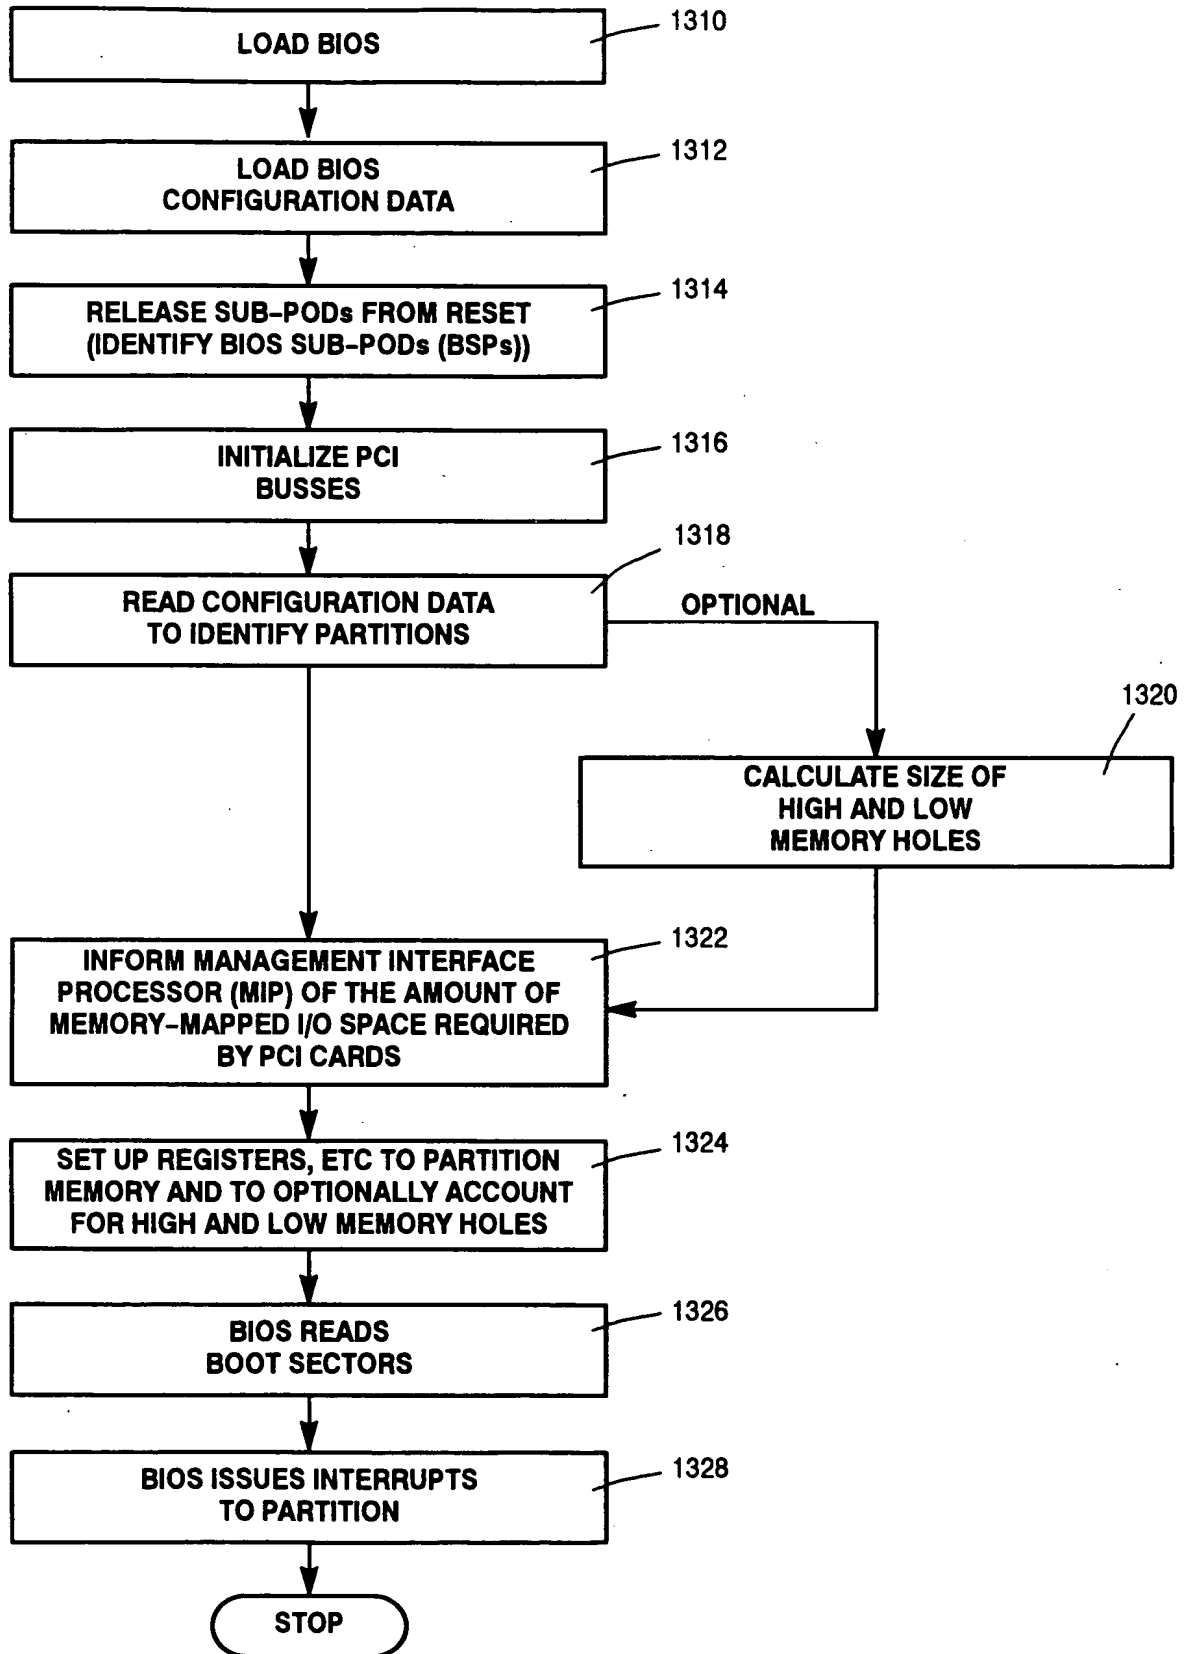 1310
LOAD BIOS
1312
LOAD BIOS
CONFIGURATION DATA
1314
RELEASE SUB-PODs FROM RESET
(IDENTIFY BIOS SUB-PODs (BSPs))
1316
INITIALIZE PCI
BUSSES
1318
READ CONFIGURATION DATA
TO IDENTIFY PARTITIONS
OPTIONAL
1320
CALCULATE SIZE OF
HIGH AND LOW
MEMORY HOLES
1322
INFORM MANAGEMENT INTERFACE
PROCESSOR (MIP) OF THE AMOUNT OF
MEMORY-MAPPED I/O SPACE REQUIRED
BY PCI CARDS
1324
SET UP REGISTERS, ETC TO PARTITION
MEMORY AND TO OPTIONALLY ACCOUNT
FOR HIGH AND LOW MEMORY HOLES
1326
BIOS READS
BOOT SECTORS
1328
BIOS ISSUES INTERRUPTS
TO PARTITION
STOP